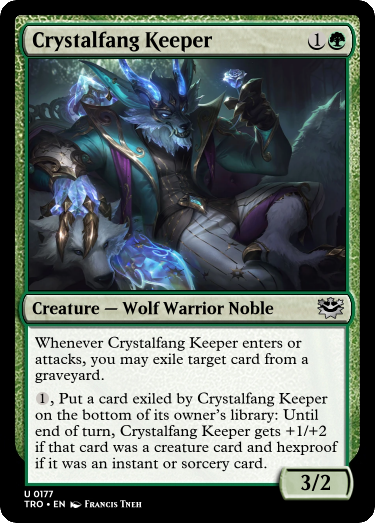 Crystalfang Keeper 1
Creature — Wolf Warrior Noble
Whenever Crystalfang Keeper enters or
attacks, you may exile target card from a
graveyard.
1, Put a card exiled by Crystalfang Keeper
on the bottom of its owner's library: Until
end of turn, Crystalfang Keeper gets +1/+2
if that card was a creature card and hexproof
if it was an instant or sorcery card.
3/2
U 0177
TRO • EN Francis Tneh